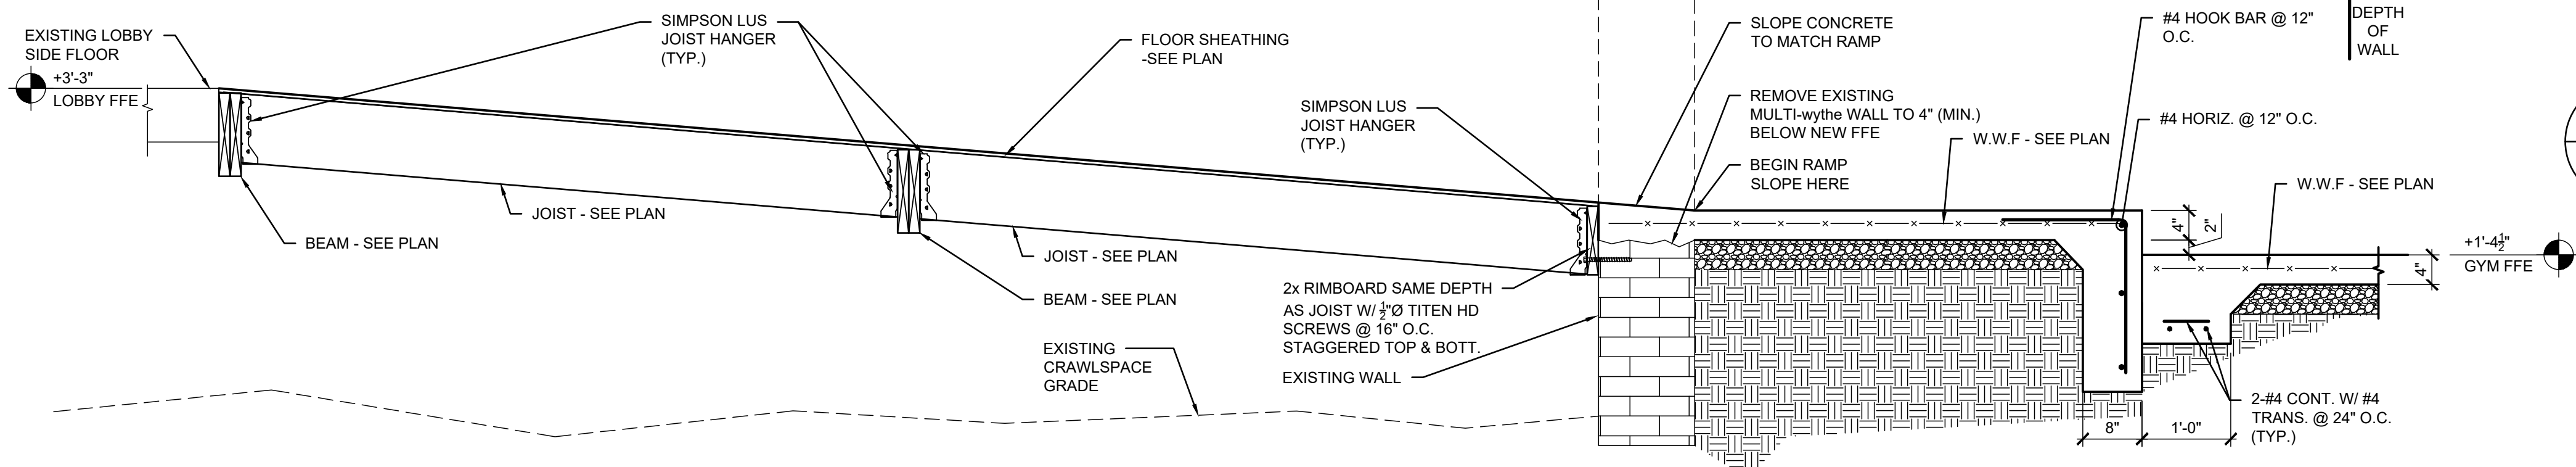 EXISTING LOBBY
SIDE FLOOR
+3'-3"
LOBBY FFE
SIMPSON LUS
JOIST HANGER
(TYP.)
FLOOR SHEATHING
-SEE PLAN
SIMPSON LUS
JOIST HANGER
(TYP.)
SLOPE CONCRETE
TO MATCH RAMP
REMOVE EXISTING
MULTI-wythe WALL TO 4" (MIN.)
BELOW NEW FFE
BEGIN RAMP
SLOPE HERE
W.W.F - SEE PLAN
#4 HOOK BAR @ 12"
O.C.
#4 HORIZ. @ 12" O.C.
DEPTH
OF
WALL
W.W.F - SEE PLAN
4"
2"
+1'-4½"
GYM FFE
4"
JOIST - SEE PLAN
BEAM - SEE PLAN
JOIST - SEE PLAN
BEAM - SEE PLAN
2x RIMBOARD SAME DEPTH
AS JOIST W/ ½"Ø TITEN HD
SCREWS @ 16" O.C.
STAGGERED TOP & BOTT.
EXISTING WALL
EXISTING
CRAWLSPACE
GRADE
8"
1'-0"
2-#4 CONT. W/ #4
TRANS. @ 24" O.C.
(TYP.)